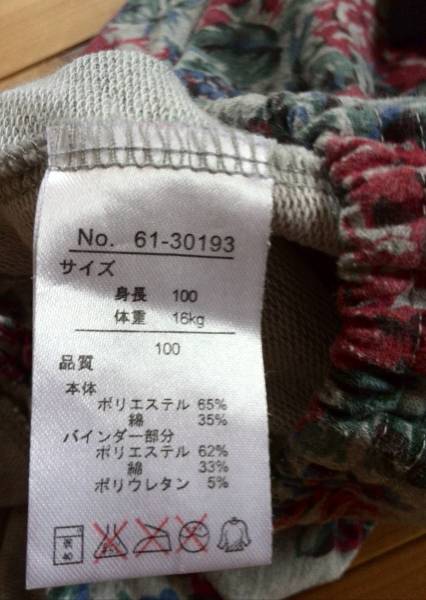 No. 61-30193
サイズ
身長 100
体重 16kg
100
品質
本体
ポリエステル 65%
綿 35%
バインダー部分
ポリエステル 62%
綿 33%
ポリウレタン 5%
40